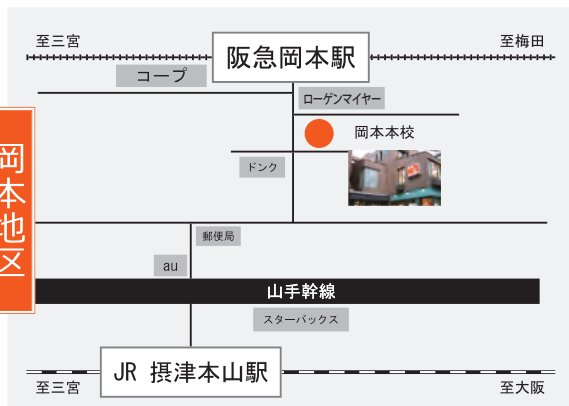 至三宮
至梅田
阪急岡本駅
コープ
ローゲンマイヤー
岡本本校
ドンク
岡本地区
郵便局
au
山手幹線
スターバックス
JR 摂津本山駅
至三宮
至大阪